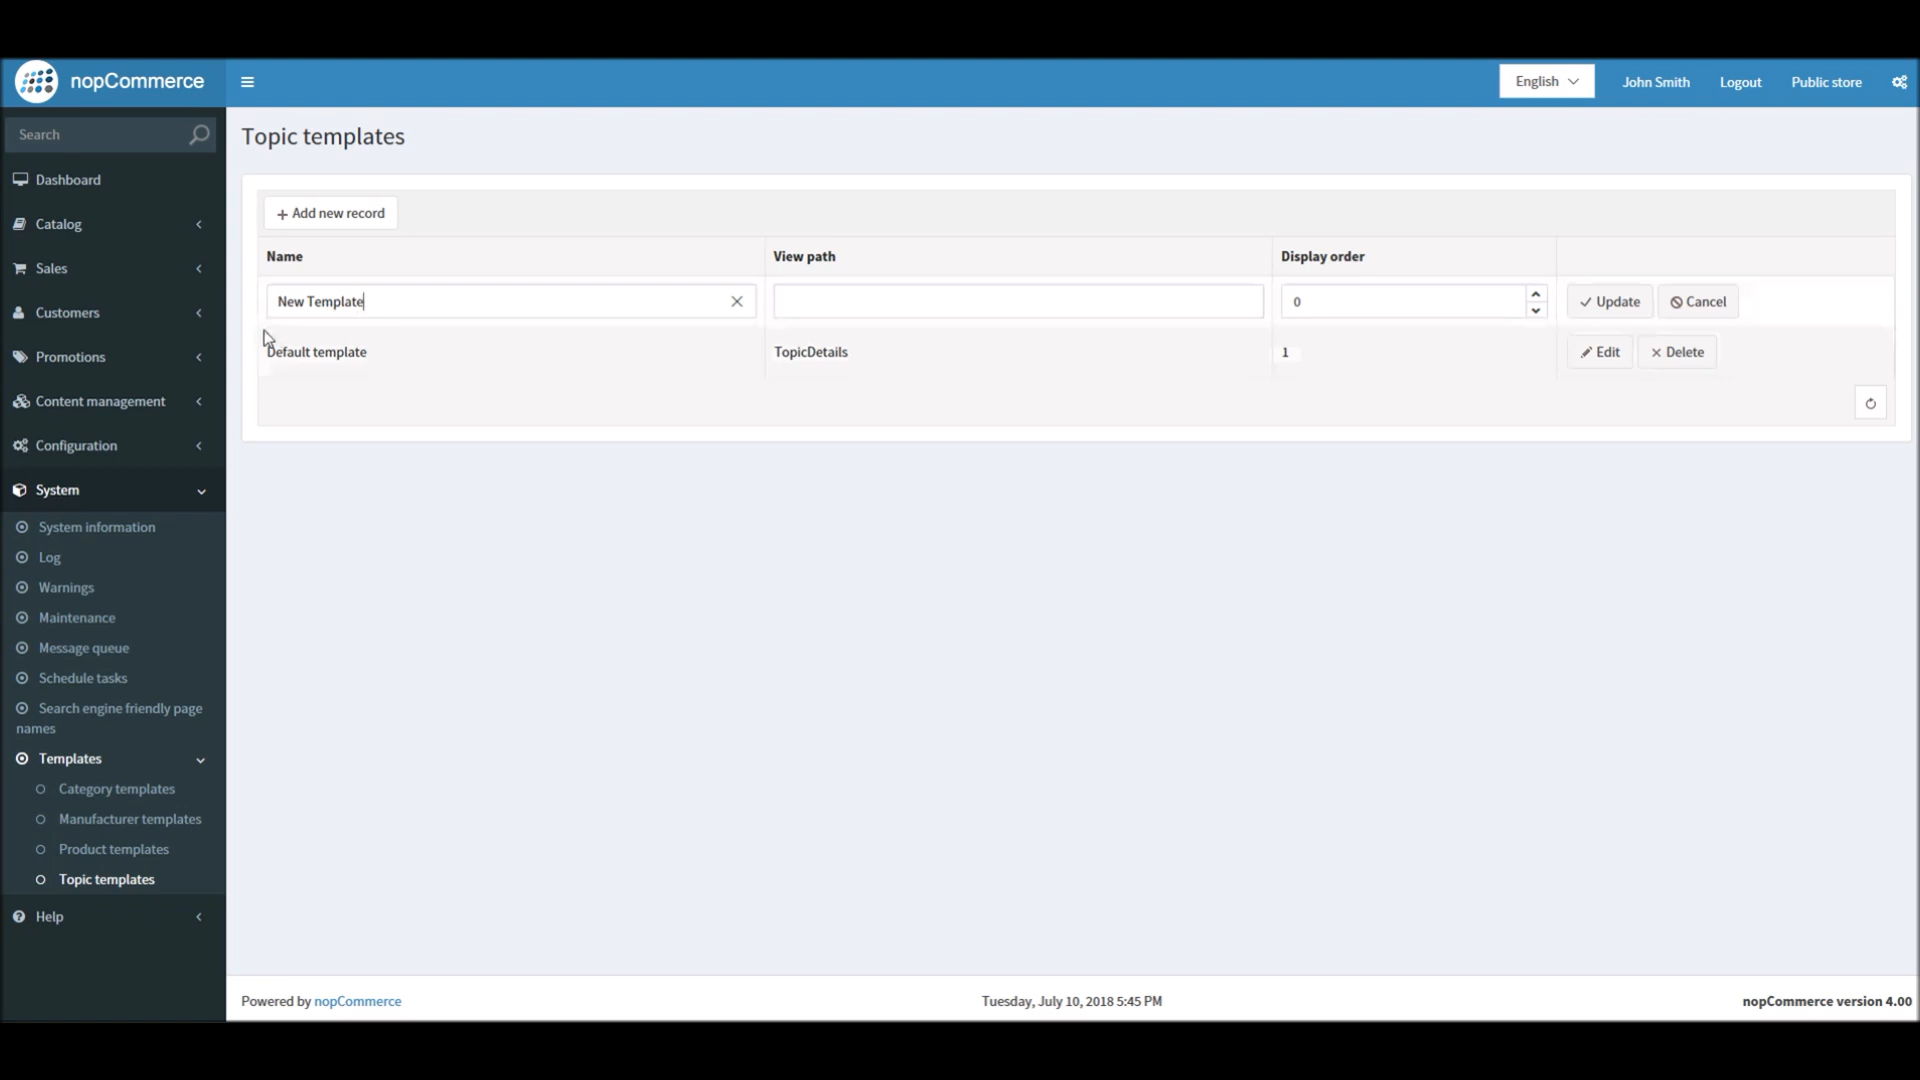 nopCommerce
English
John Smith
Logout
Public store
Search
Dashboard
Catalog
Sales
Customers
Promotions
Content management
Configuration
System
System information
Log
Warnings
Maintenance
Message queue
Schedule tasks
Search engine friendly page
names
Templates
Category templates
Manufacturer templates
Product templates
Topic templates
Help
Topic templates
+ Add new record
Name View path Display order
New Template 0 Update Cancel
Default template TopicDetails 1 Edit Delete
Powered by nopCommerce
Tuesday, July 10, 2018 5:45 PM
nopCommerce version 4.00